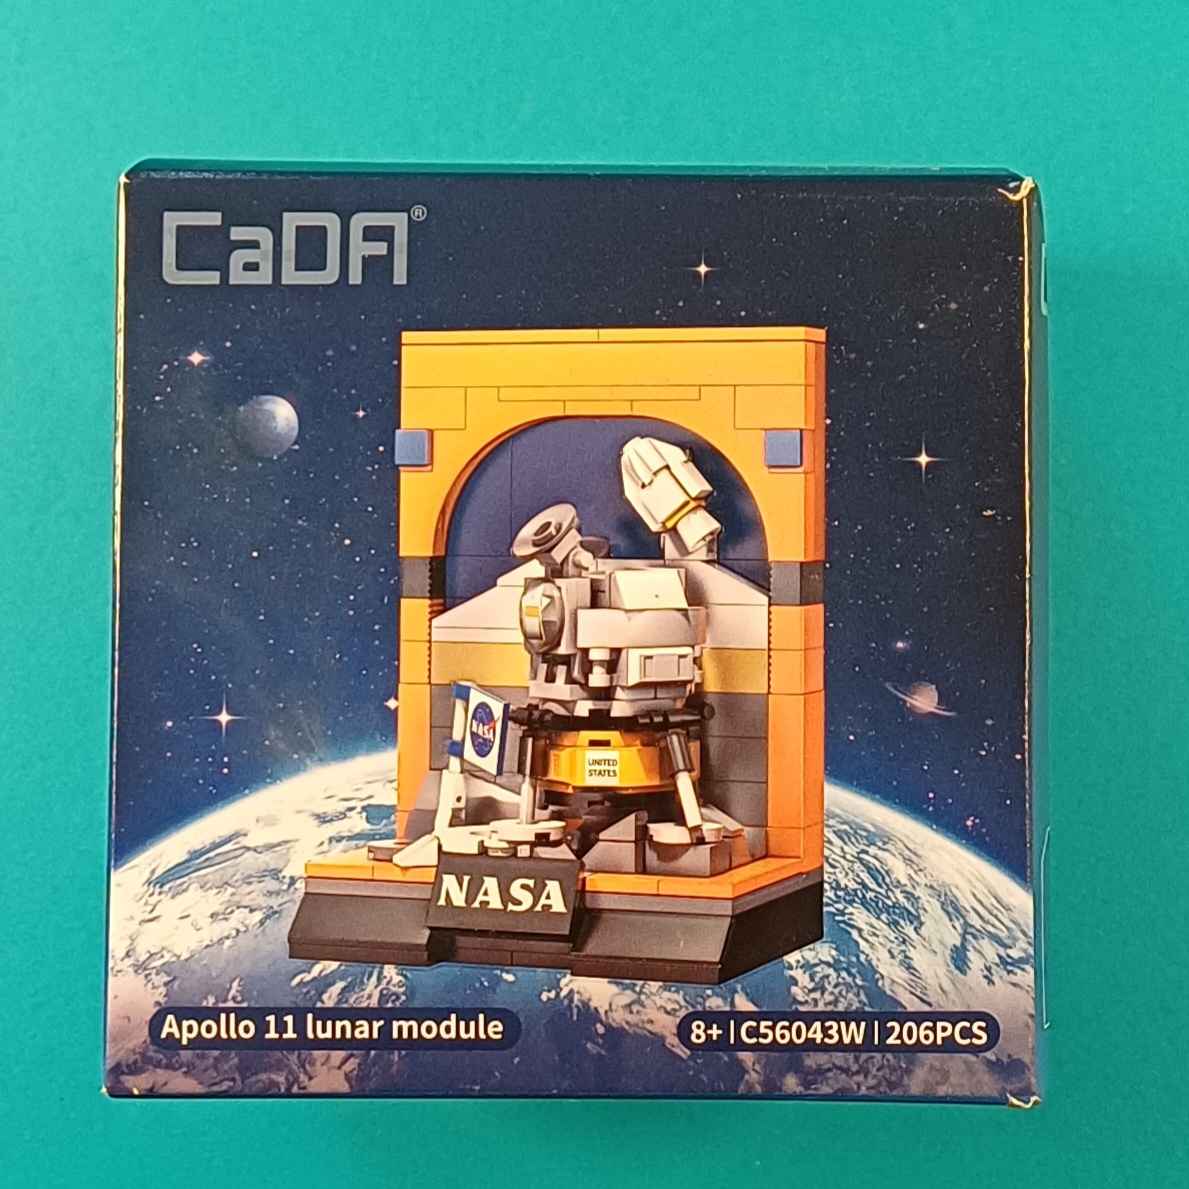 CaDA®
NASA
UNITED
STATES
NASA
Apollo 11 lunar module
8+ | C56043W | 206PCS